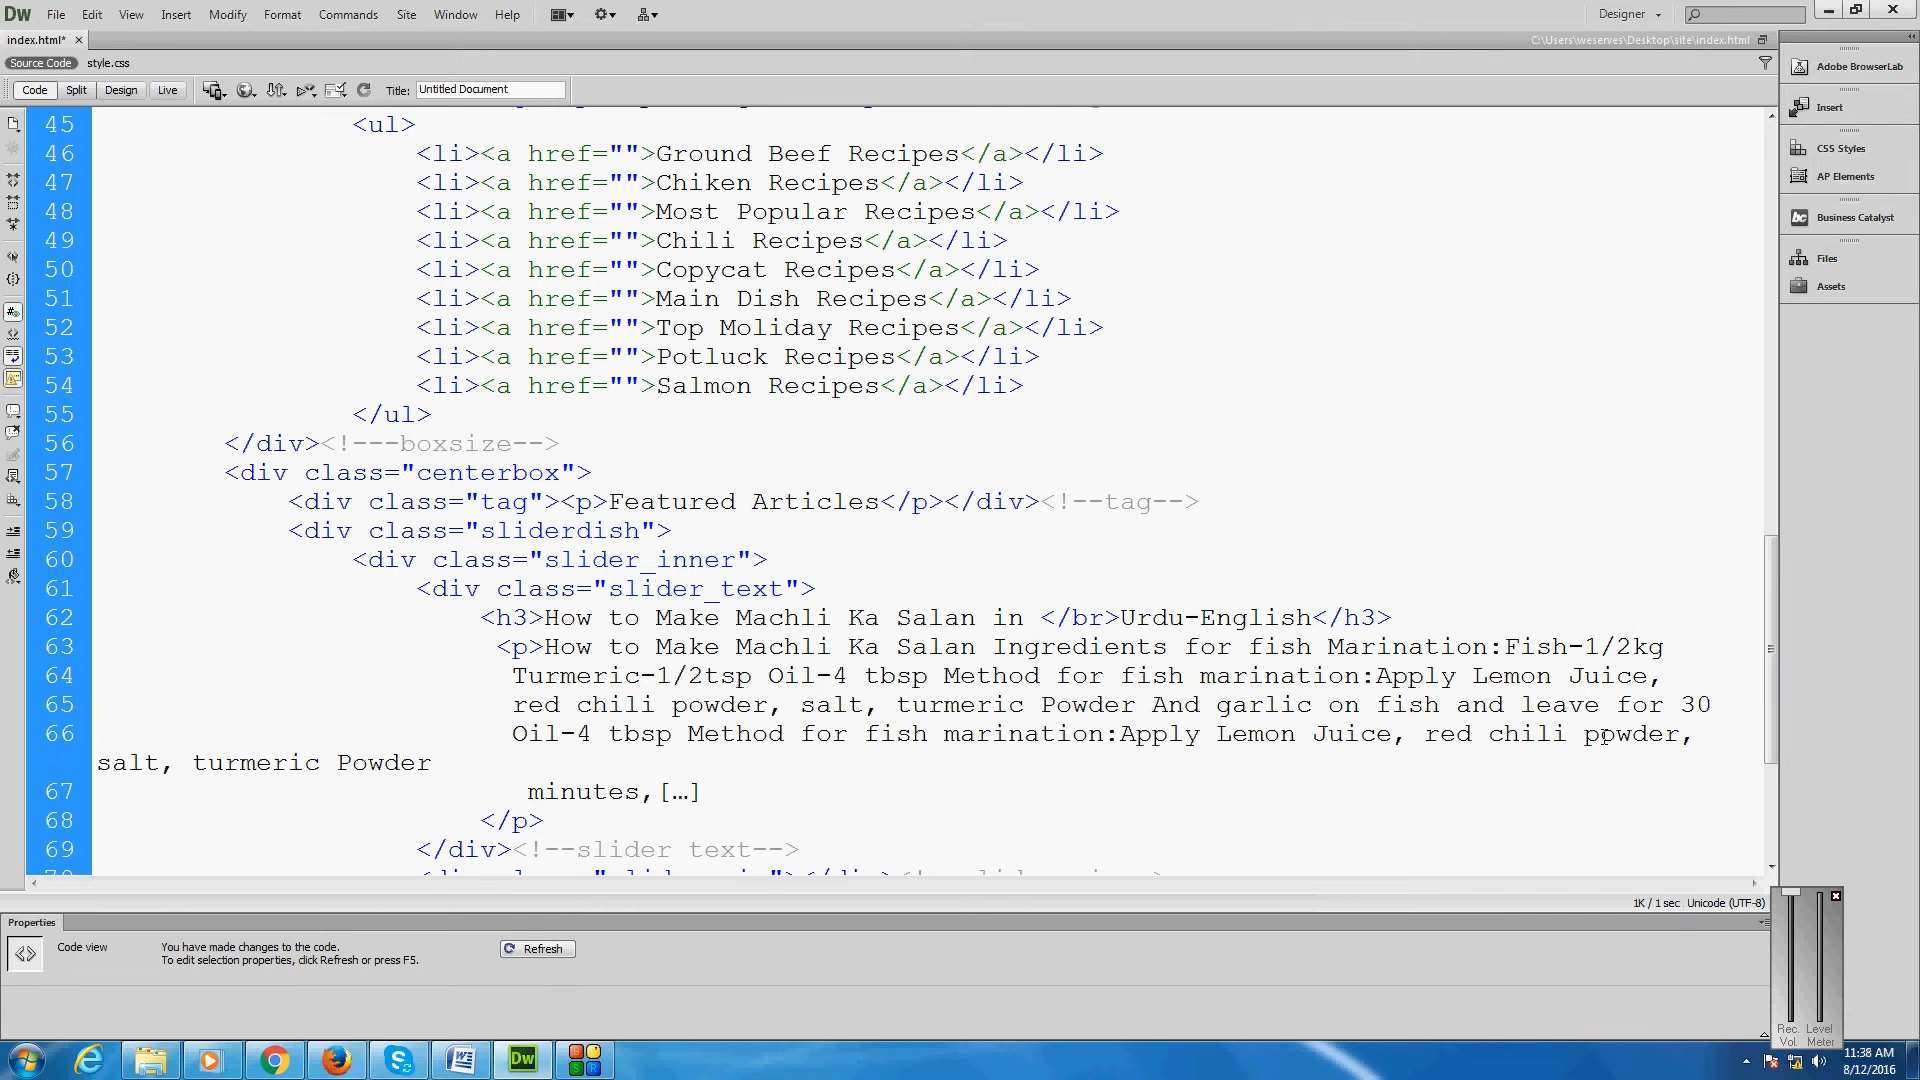 Dw File Edit View Insert Modify Format Commands Site Window Help Designer
index.html* C:\Users\weserves\Desktop\site\index.html
Source Code style.css
Code Split Design Live Title: Untitled Document
45 <ul>
46 <li><a href="">Ground Beef Recipes</a></li>
47 <li><a href="">Chiken Recipes</a></li>
48 <li><a href="">Most Popular Recipes</a></li>
49 <li><a href="">Chili Recipes</a></li>
50 <li><a href="">Copycat Recipes</a></li>
51 <li><a href="">Main Dish Recipes</a></li>
52 <li><a href="">Top Moliday Recipes</a></li>
53 <li><a href="">Potluck Recipes</a></li>
54 <li><a href="">Salmon Recipes</a></li>
55 </ul>
56 </div><!---boxsize-->
57 <div class="centerbox">
58 <div class="tag"><p>Featured Articles</p></div><!--tag-->
59 <div class="sliderdish">
60 <div class="slider_inner">
61 <div class="slider_text">
62 <h3>How to Make Machli Ka Salan in </br>Urdu-English</h3>
63 <p>How to Make Machli Ka Salan Ingredients for fish Marination:Fish-1/2kg
64 Turmeric-1/2tsp Oil-4 tbsp Method for fish marination:Apply Lemon Juice,
65 red chili powder, salt, turmeric Powder And garlic on fish and leave for 30
66 Oil-4 tbsp Method for fish marination:Apply Lemon Juice, red chili powder,
salt, turmeric Powder
67 minutes,[…]
68 </p>
69 </div><!--slider text-->
Adobe BrowserLab
Insert
CSS Styles
AP Elements
Business Catalyst
Files
Assets
1K / 1 sec Unicode (UTF-8)
Properties
Code view You have made changes to the code.
To edit selection properties, click Refresh or press F5.
Refresh
Rec. Level
Vol. Meter
Dw
11:38 AM
8/12/2016